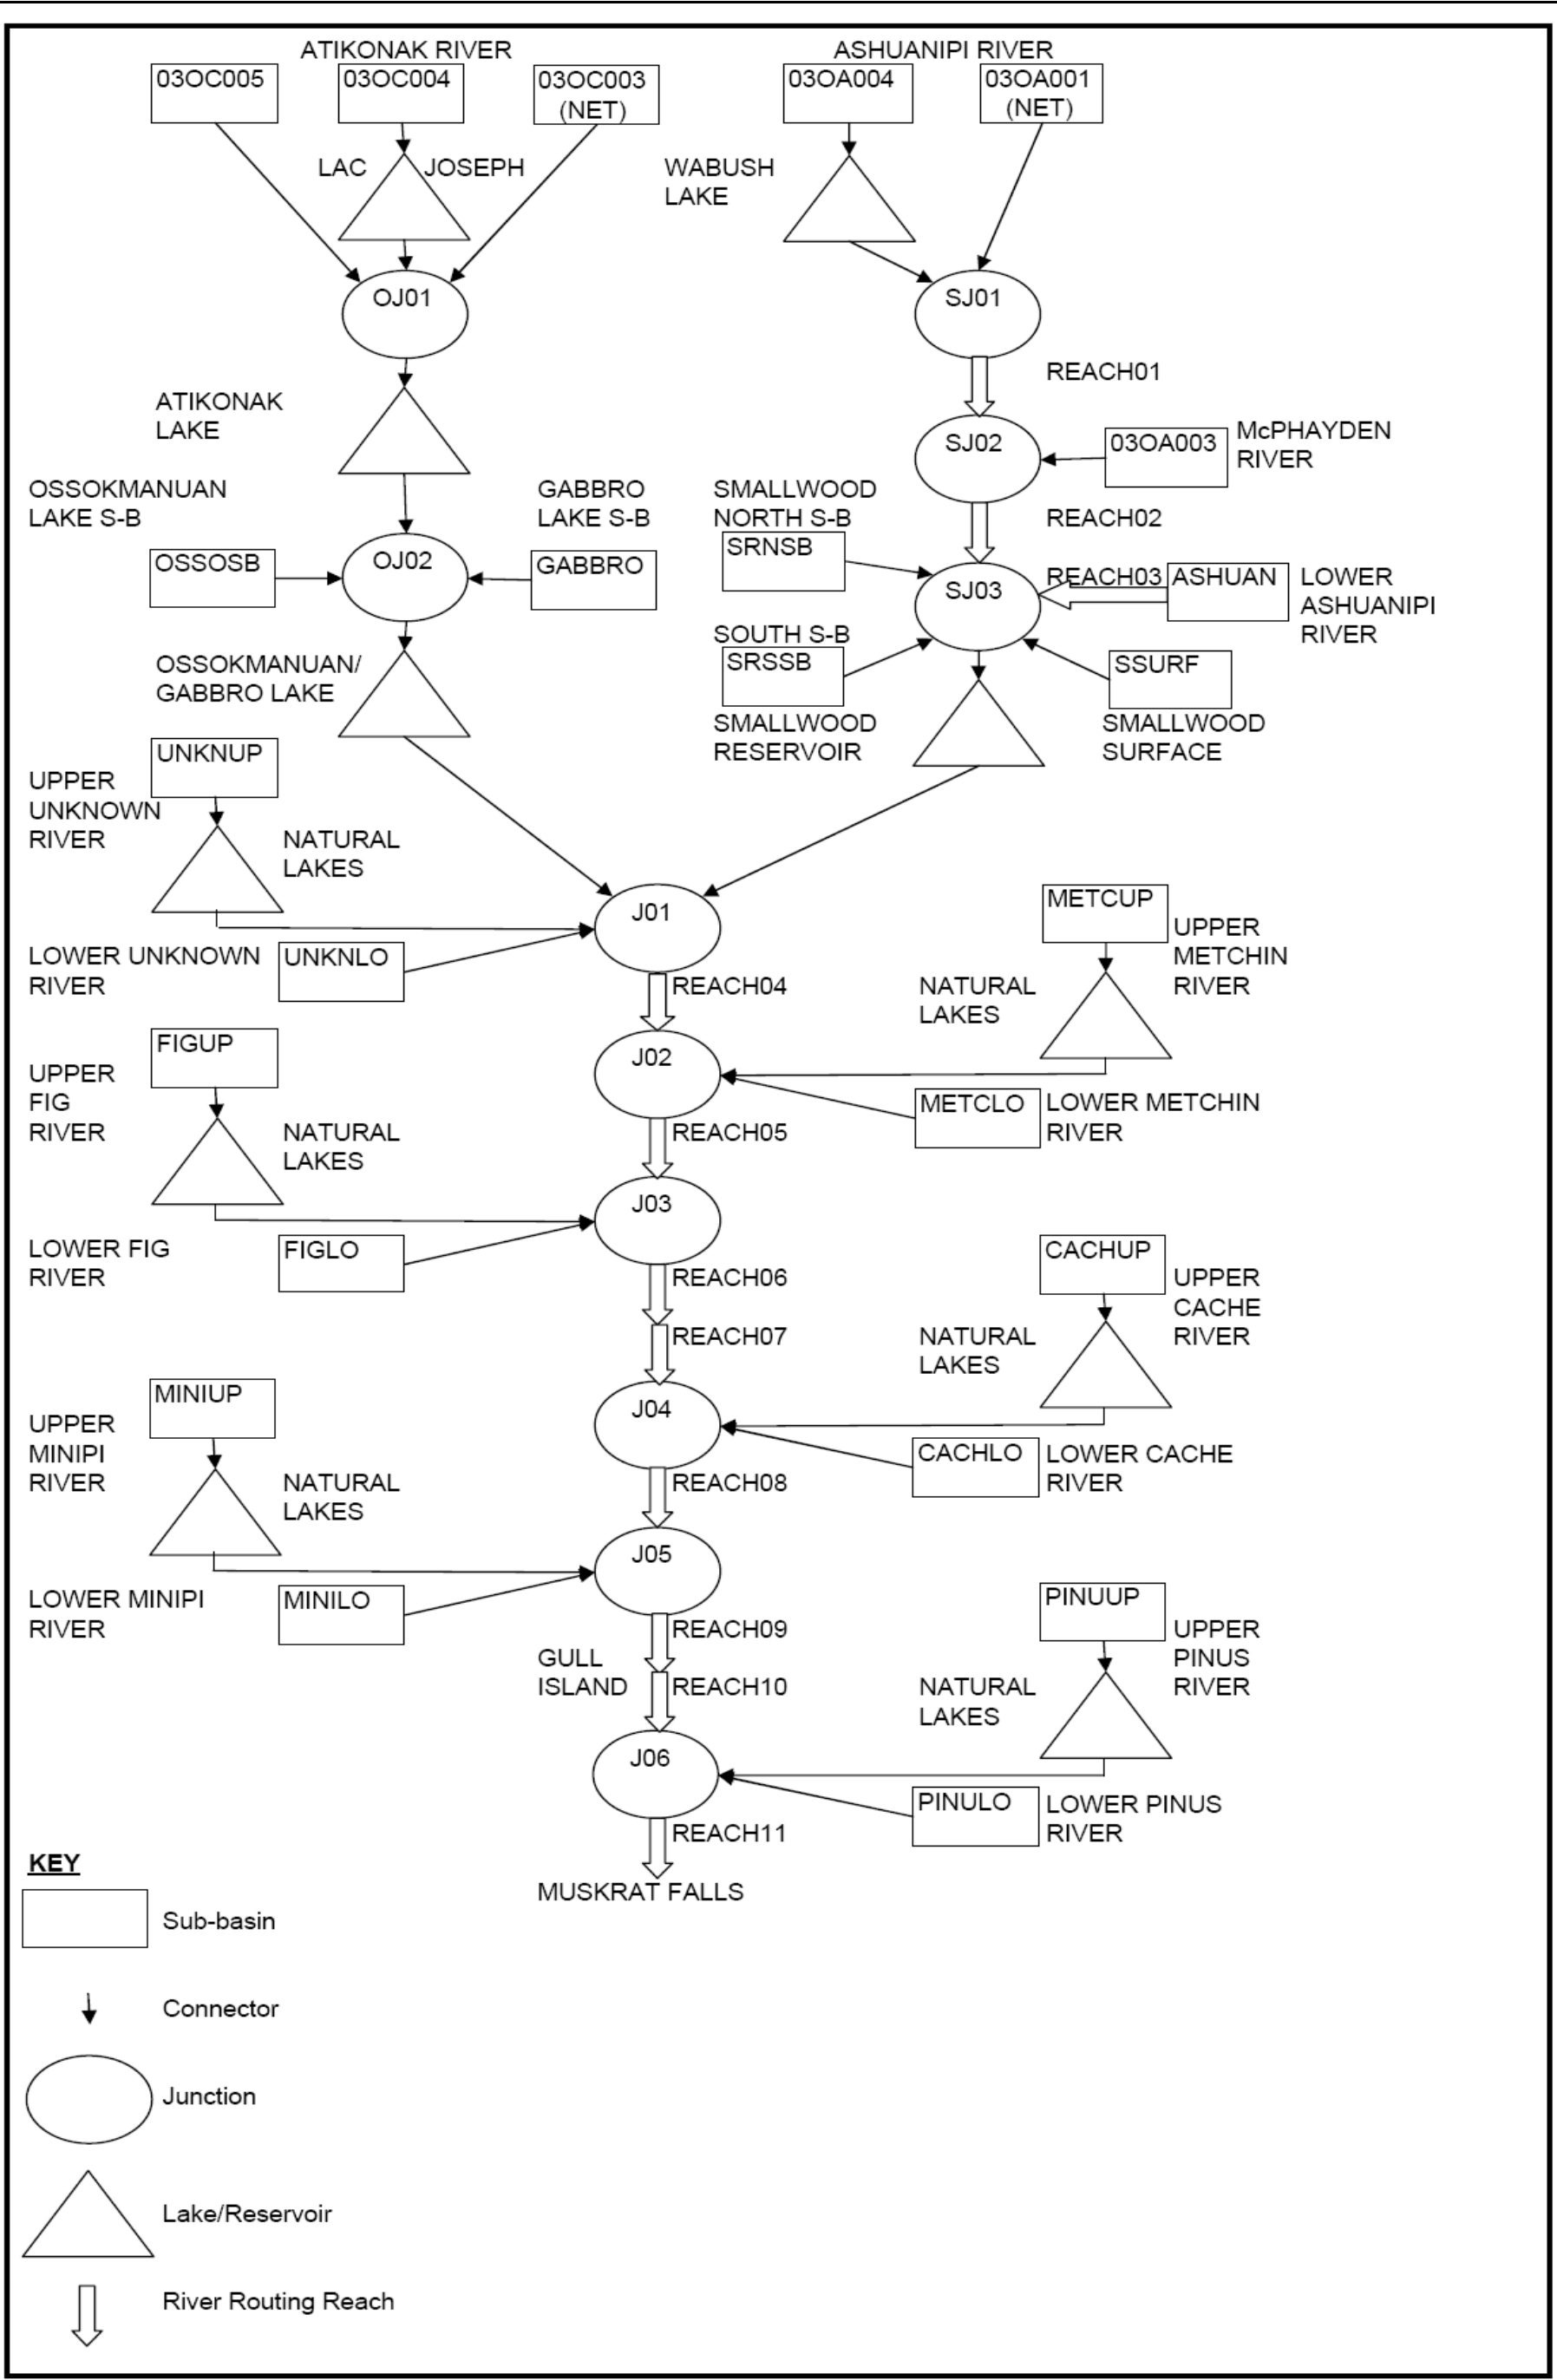 ATIKONAK RIVER
ASHUANIPI RIVER
03OC005
03OC004
03OC003
(NET)
03OA004
03OA001
(NET)
LAC
JOSEPH
WABUSH
LAKE
OJ01
SJ01
REACH01
ATIKONAK
LAKE
SJ02
03OA003
McPHAYDEN
RIVER
OSSOKMANUAN
LAKE S-B
GABBRO
LAKE S-B
SMALLWOOD
NORTH S-B
REACH02
OSSOSB
OJ02
GABBRO
SRNSB
SJ03
REACH03
ASHUAN
LOWER
ASHUANIPI
RIVER
SOUTH S-B
SRSSB
SSURF
OSSOKMANUAN/
GABBRO LAKE
SMALLWOOD
RESERVOIR
SMALLWOOD
SURFACE
UNKNUP
UPPER
UNKNOWN
RIVER
NATURAL
LAKES
J01
METCUP
UPPER
METCHIN
RIVER
LOWER UNKNOWN
RIVER
UNKNLO
REACH04
NATURAL
LAKES
FIGUP
J02
UPPER
FIG
RIVER
METCLO
LOWER METCHIN
RIVER
NATURAL
LAKES
REACH05
J03
LOWER FIG
RIVER
FIGLO
CACHUP
REACH06
UPPER
CACHE
RIVER
REACH07
NATURAL
LAKES
MINIUP
J04
UPPER
MINIPI
RIVER
CACHLO
LOWER CACHE
RIVER
NATURAL
LAKES
REACH08
J05
LOWER MINIPI
RIVER
MINILO
PINUUP
REACH09
UPPER
PINUS
RIVER
GULL
ISLAND
REACH10
NATURAL
LAKES
J06
PINULO
LOWER PINUS
RIVER
REACH11
MUSKRAT FALLS
KEY
Sub-basin
Connector
Junction
Lake/Reservoir
River Routing Reach